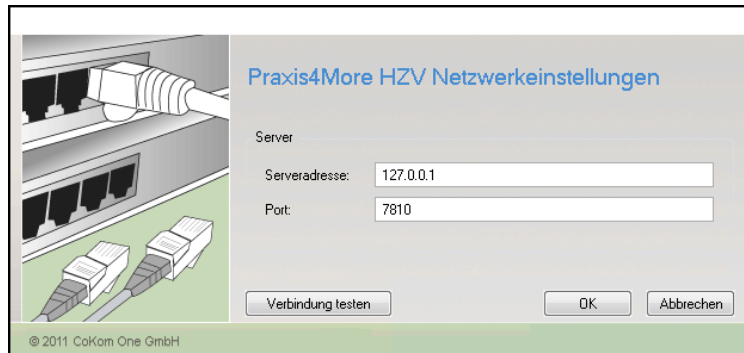 Praxis4More HZV Netzwerkeinstellungen
Server
Serveradresse: 127.0.0.1
Port: 7810
Verbindung testen OK Abbrechen
© 2011 CoKom One GmbH